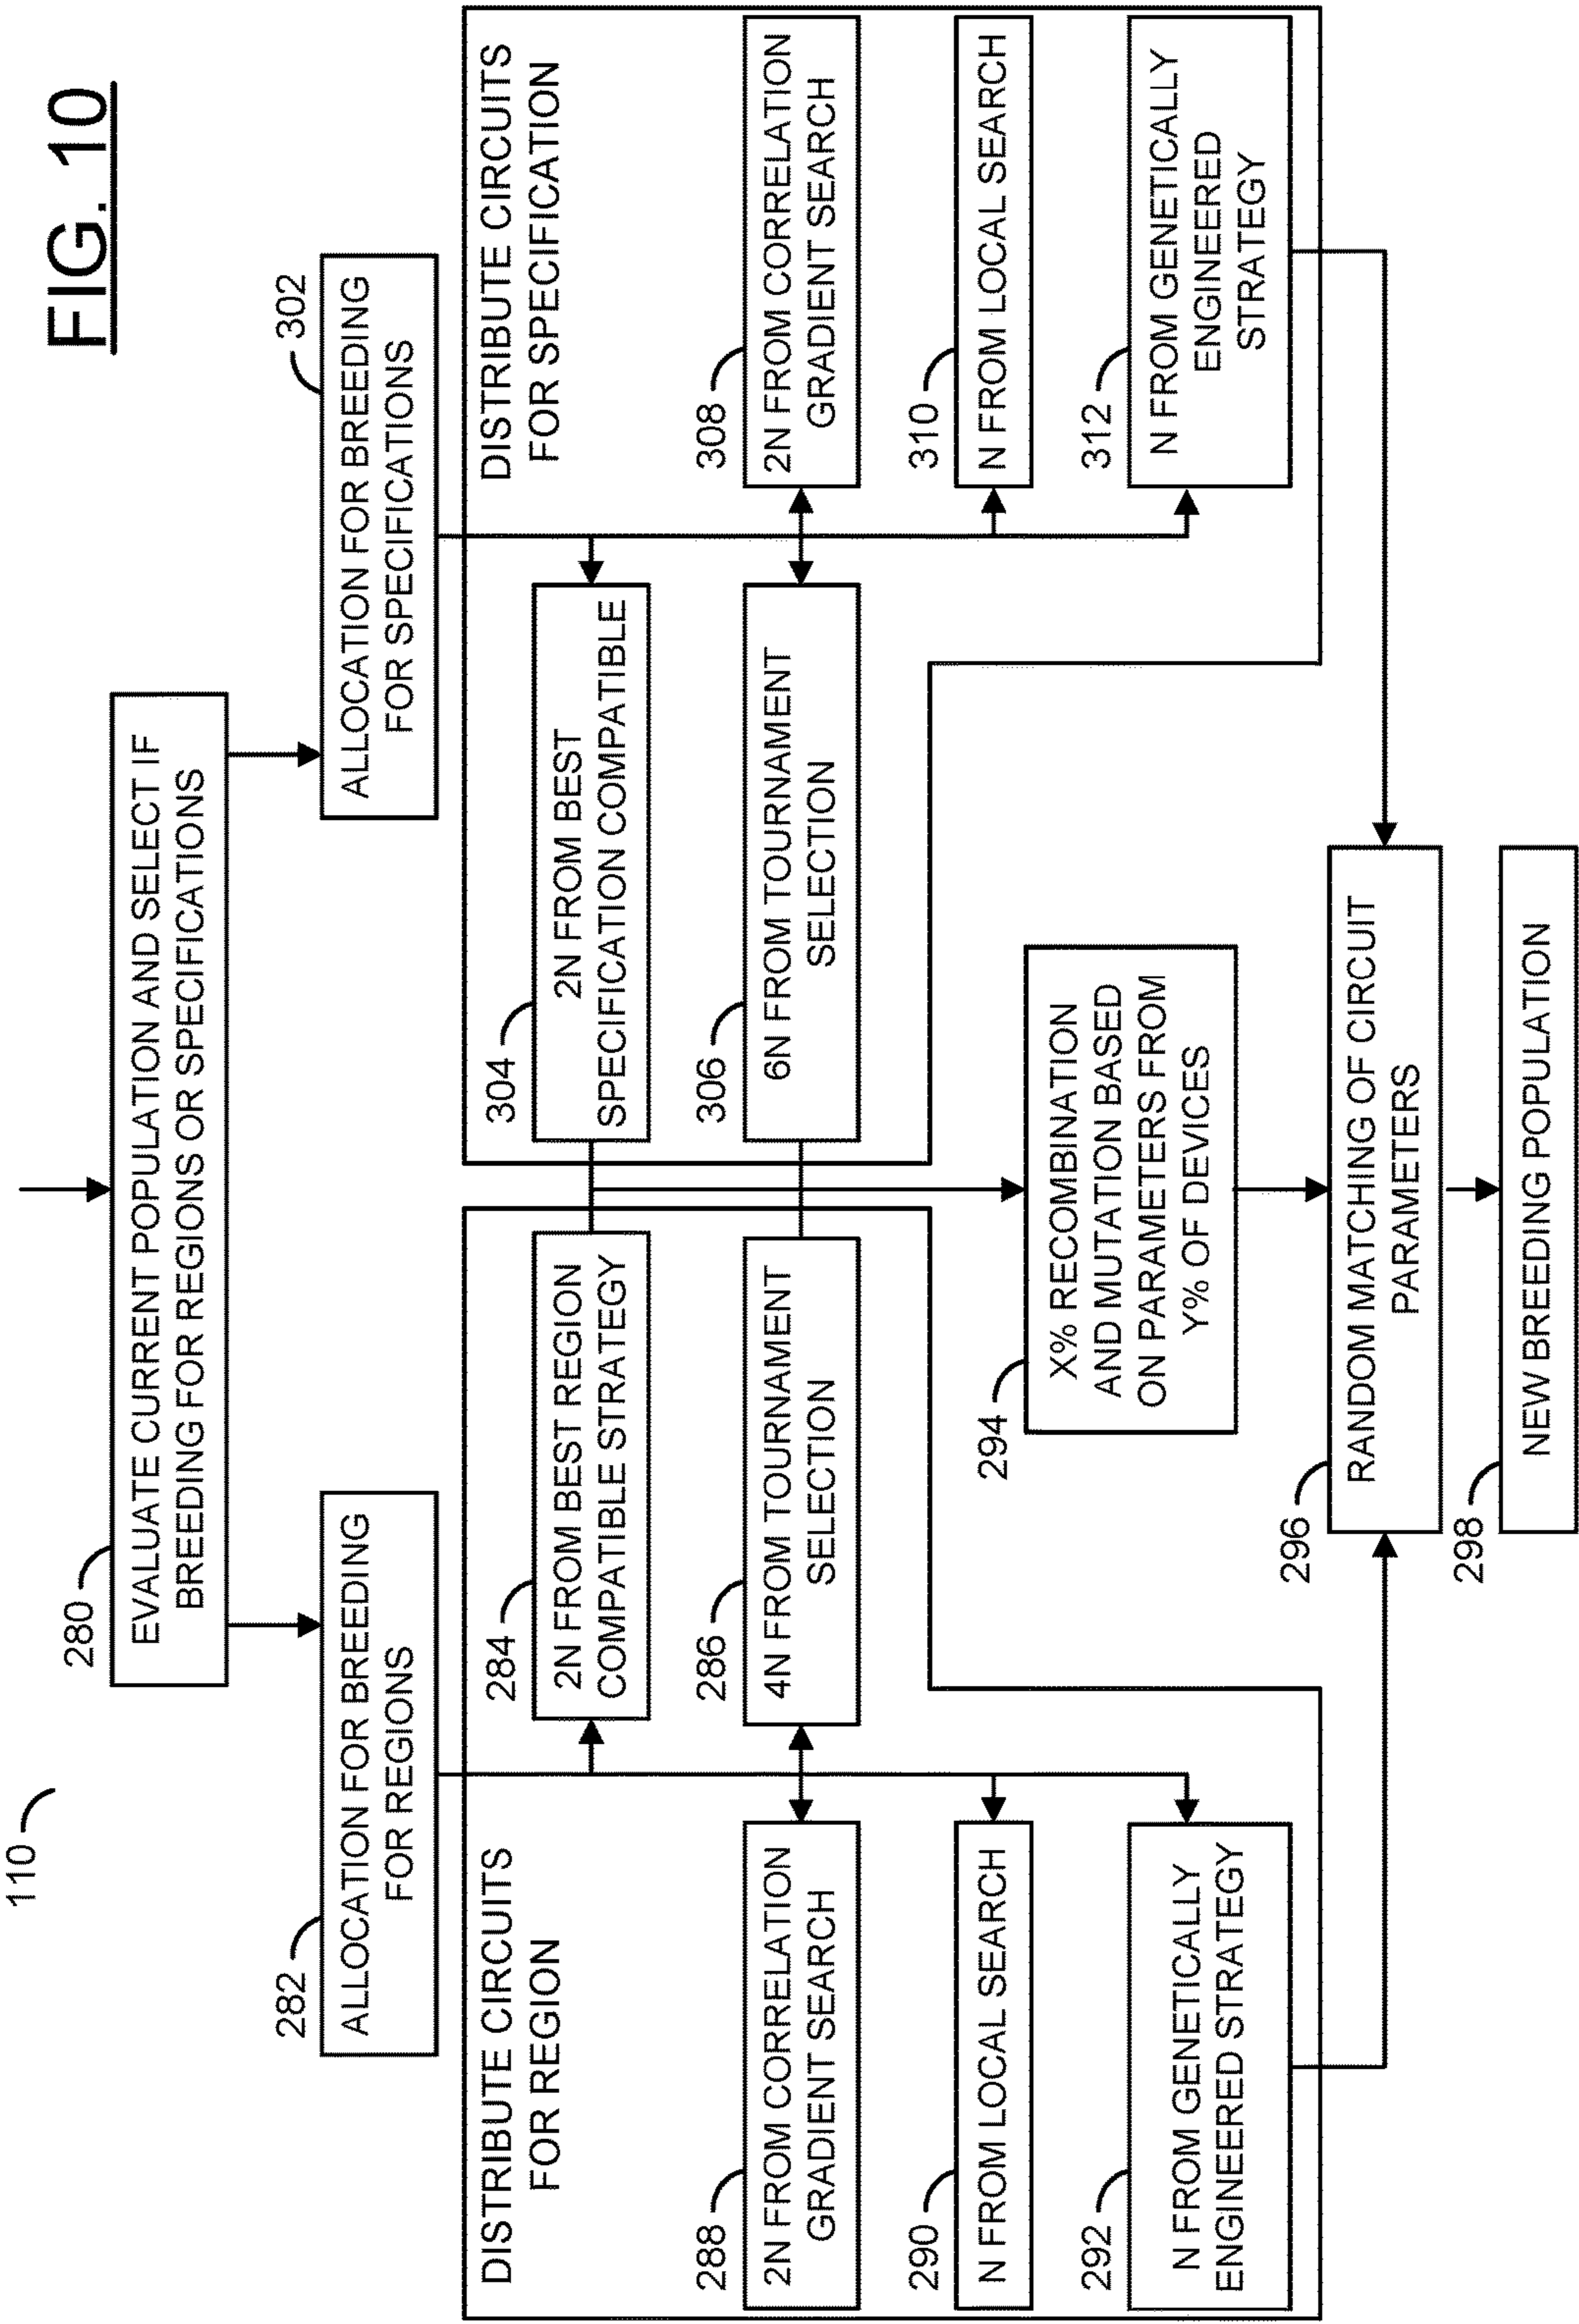 FIG. 10
110
280
EVALUATE CURRENT POPULATION AND SELECT IF
BREEDING FOR REGIONS OR SPECIFICATIONS
282
ALLOCATION FOR BREEDING
FOR REGIONS
302
ALLOCATION FOR BREEDING
FOR SPECIFICATIONS
DISTRIBUTE CIRCUITS
FOR REGION
284
2N FROM BEST REGION
COMPATIBLE STRATEGY
286
4N FROM TOURNAMENT
SELECTION
288
2N FROM CORRELATION
GRADIENT SEARCH
290
N FROM LOCAL SEARCH
292
N FROM GENETICALLY
ENGINEERED STRATEGY
DISTRIBUTE CIRCUITS
FOR SPECIFICATION
304
2N FROM BEST
SPECIFICATION COMPATIBLE
306
6N FROM TOURNAMENT
SELECTION
308
2N FROM CORRELATION
GRADIENT SEARCH
310
N FROM LOCAL SEARCH
312
N FROM GENETICALLY
ENGINEERED
STRATEGY
294
X% RECOMBINATION
AND MUTATION BASED
ON PARAMETERS FROM
Y% OF DEVICES
296
RANDOM MATCHING OF CIRCUIT
PARAMETERS
298
NEW BREEDING POPULATION